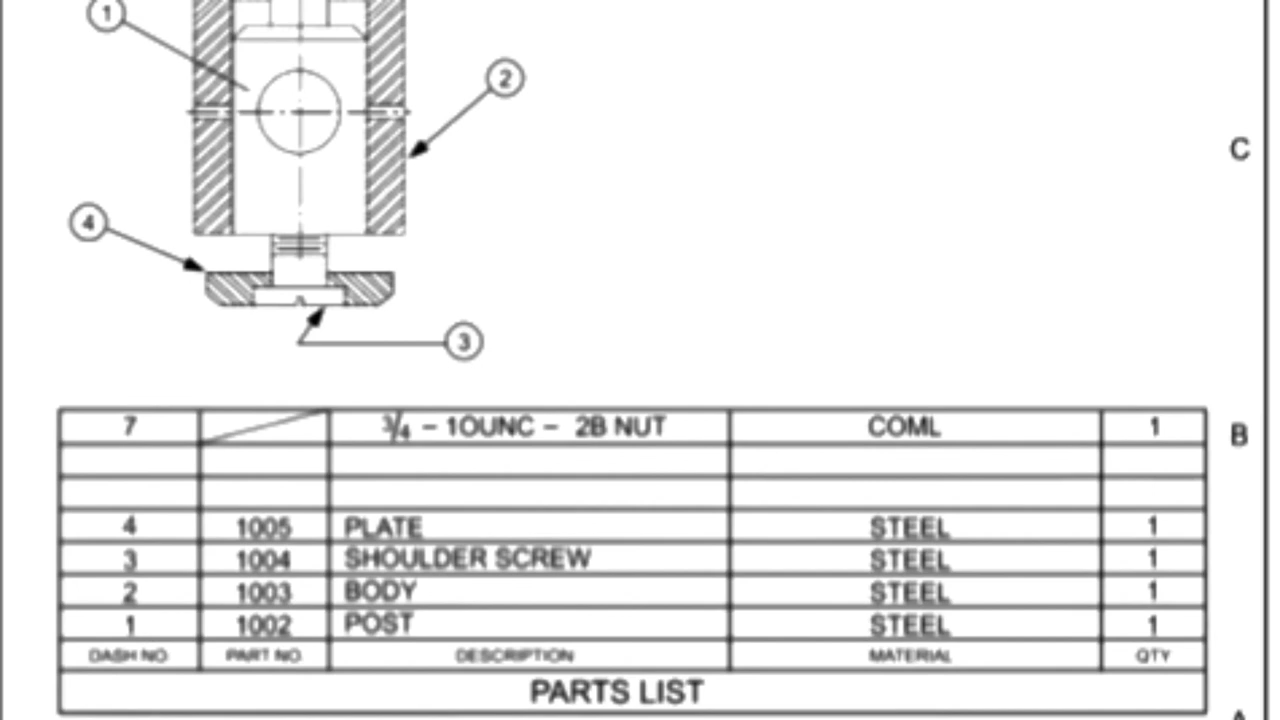 1
2
C
4
3
7 3/4 – 10UNC – 2B NUT COML 1
B
4 1005 PLATE STEEL 1
3 1004 SHOULDER SCREW STEEL 1
2 1003 BODY STEEL 1
1 1002 POST STEEL 1
DASH NO PART NO DESCRIPTION MATERIAL QTY
PARTS LIST